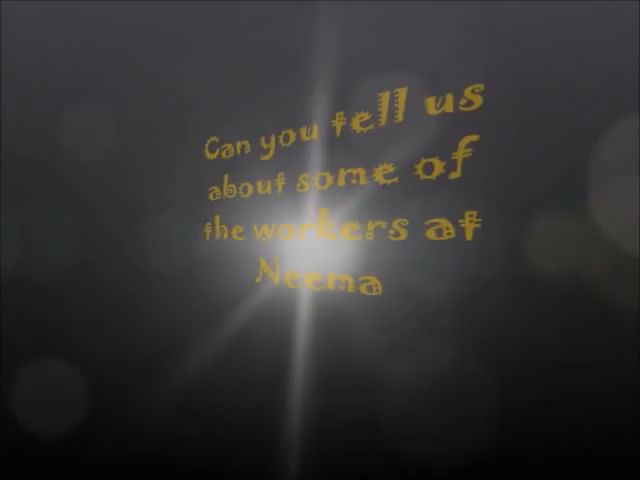 Can you tell us
about some of
the workers at
Neema